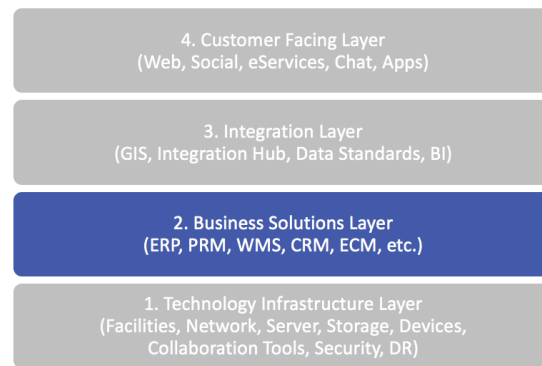 4. Customer Facing Layer
(Web, Social, eServices, Chat, Apps)
3. Integration Layer
(GIS, Integration Hub, Data Standards, BI)
2. Business Solutions Layer
(ERP, PRM, WMS, CRM, ECM, etc.)
1. Technology Infrastructure Layer
(Facilities, Network, Server, Storage, Devices,
Collaboration Tools, Security, DR)